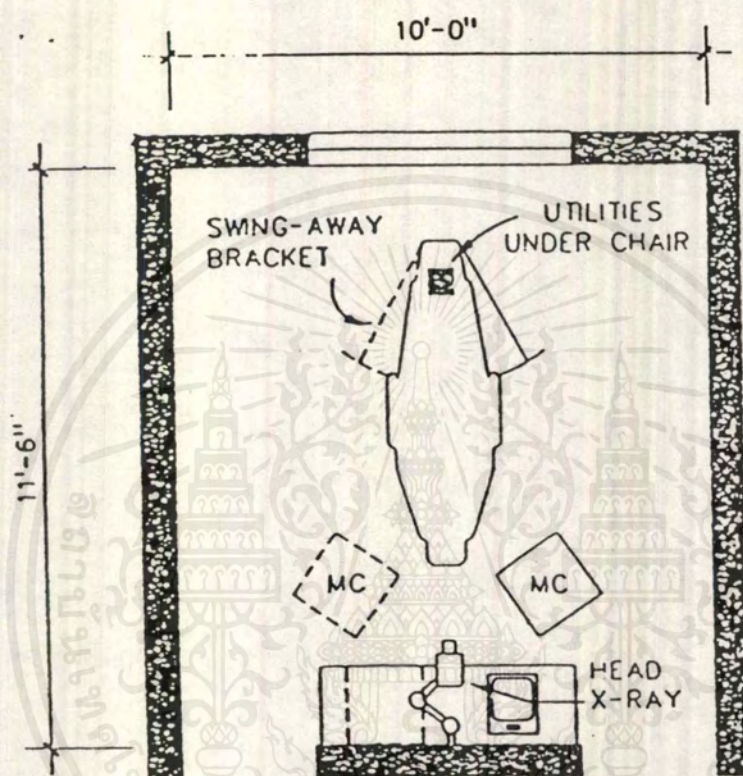 10'-0"
SWING-AWAY
BRACKET
UTILITIES
UNDER CHAIR
11'-6"
MC
MC
HEAD
X-RAY